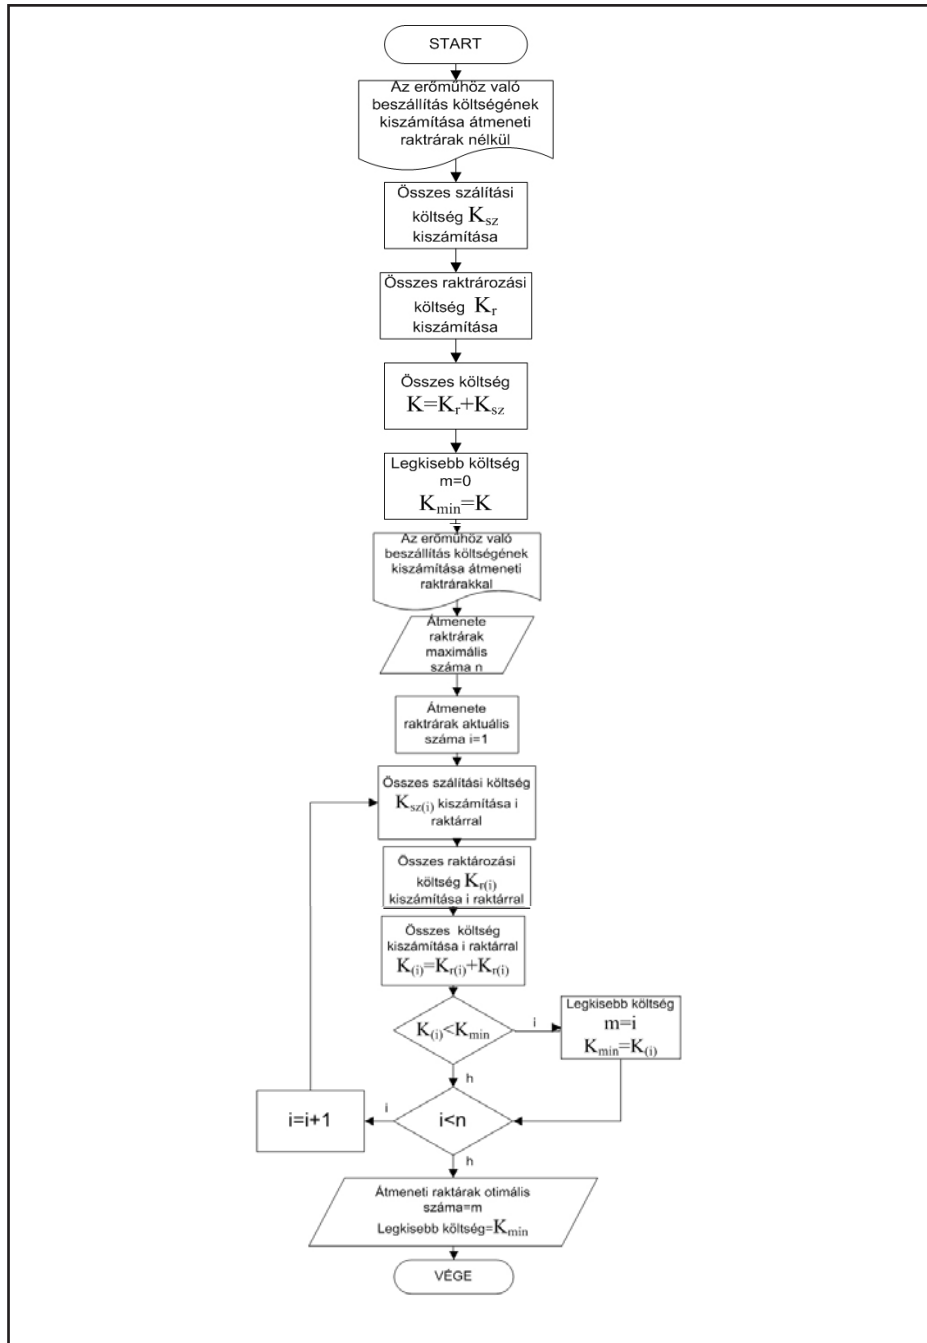 START
Az erőműhöz való
beszállítás költségének
kiszámítása átmeneti
raktrárak nélkül
Összes szálítási
költség Ksz
kiszámítása
Összes raktrározási
költség Kr
kiszámítása
Összes költség
K=Kr+Ksz
Legkisebb költség
m=0
Kmin=K
Az erőműhöz való
beszállítás költségének
kiszámítása átmeneti
raktrárakkal
Átmenete
raktrárak
maximális
száma n
Átmenete
raktrárak aktuális
száma i=1
Összes szálítási költség
Ksz(i) kiszámítása i
raktárral
Összes raktározási
költség Kr(i)
kiszámítása i raktárral
Összes költség
kiszámítása i raktárral
K(i)=Kr(i)+Kr(i)
K(i)<Kmin
i
Legkisebb költség
m=i
Kmin=K(i)
h
i<n
i
i=i+1
h
Átmeneti raktárak otimális
száma=m
Legkisebb költség=Kmin
VÉGE